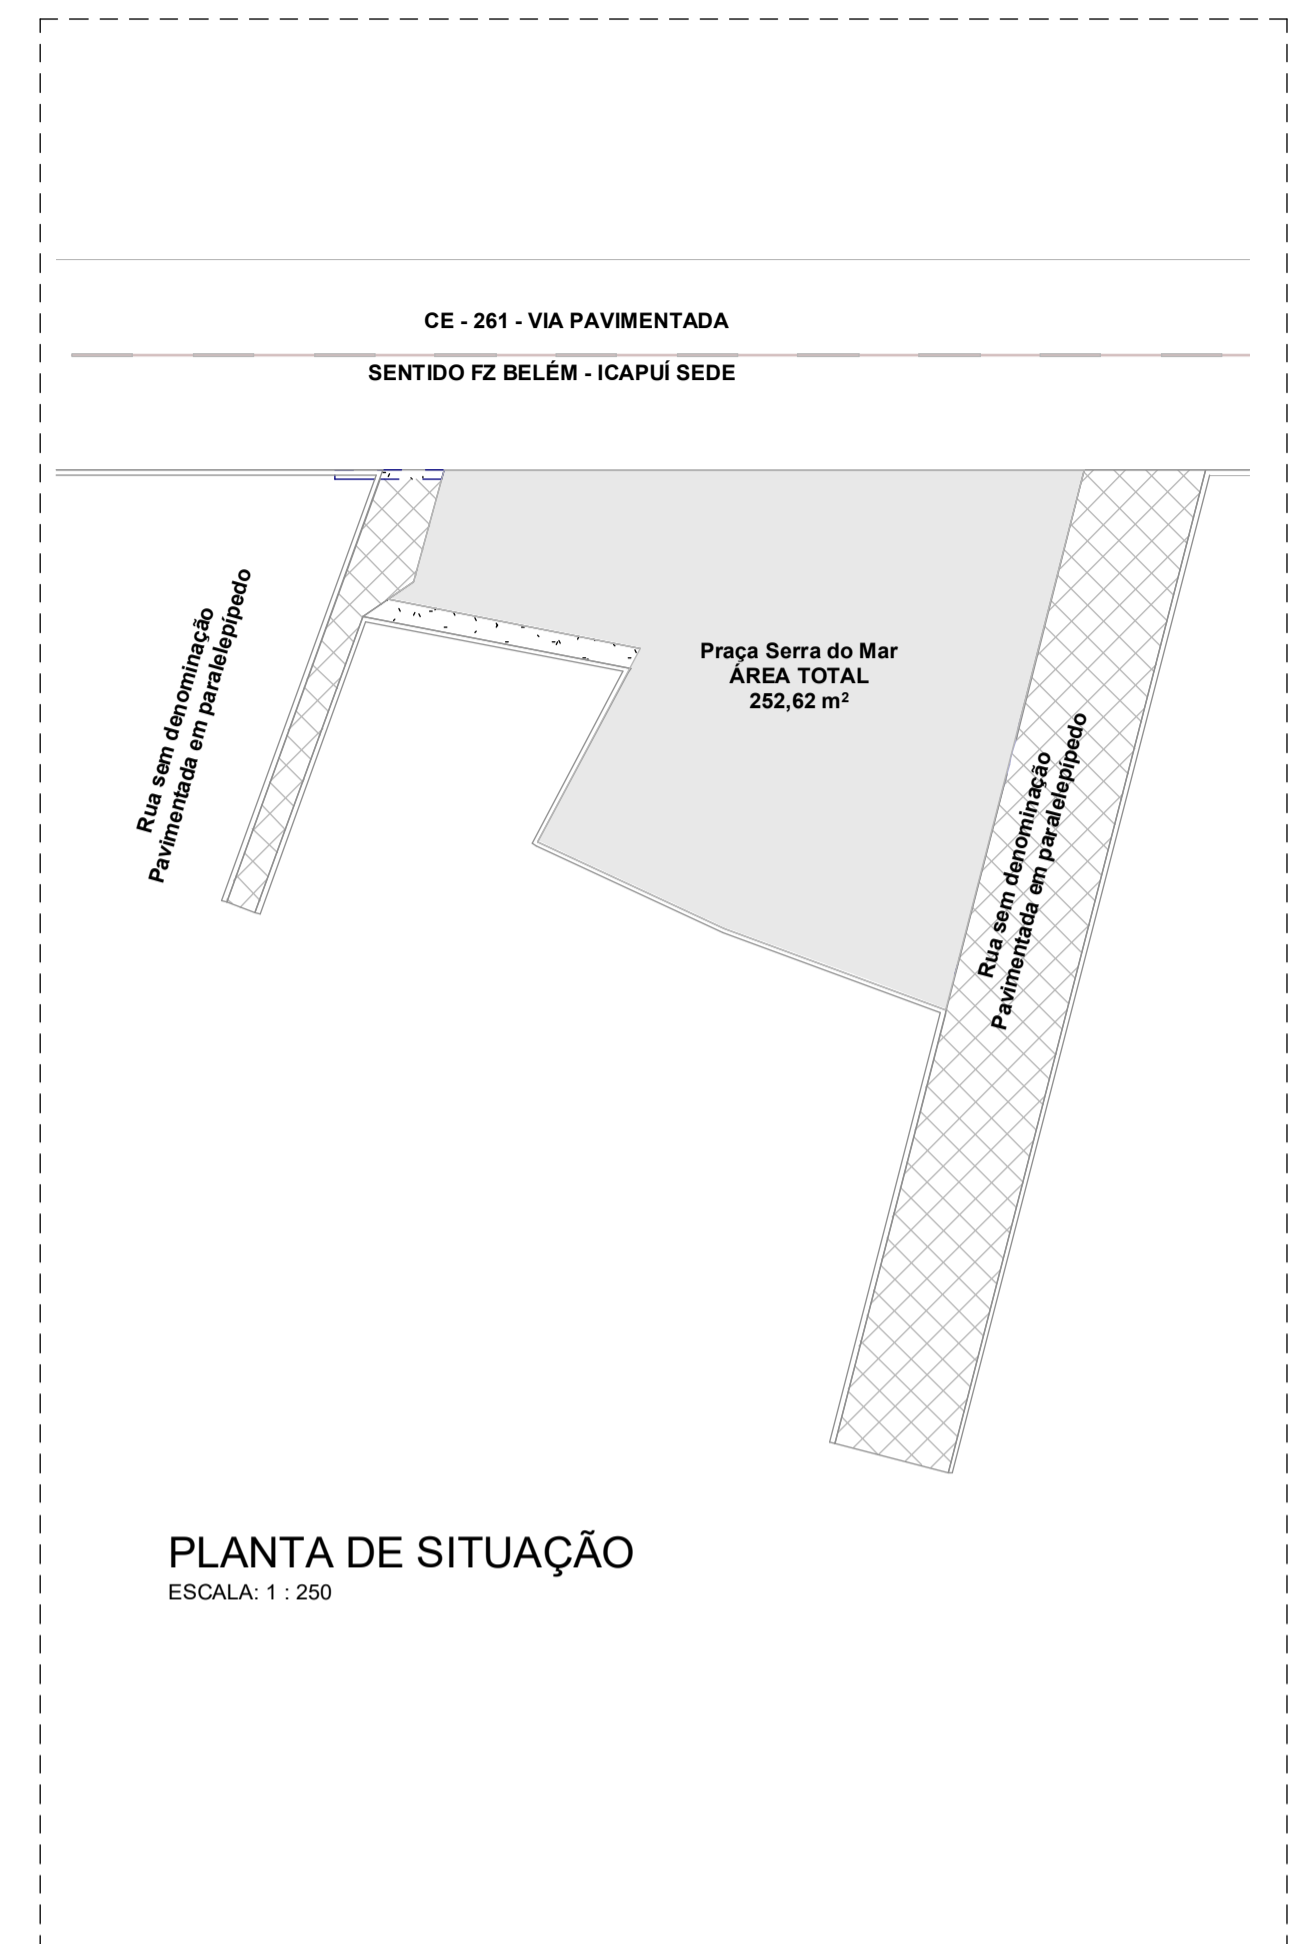 CE - 261 - VIA PAVIMENTADA
SENTIDO FZ BELÉM - ICAPUÍ SEDE
Rua sem denominação
Pavimentada em paralelepípedo
Praça Serra do Mar
ÁREA TOTAL
252,62 m²
Rua sem denominação
Pavimentada em paralelepípedo
PLANTA DE SITUAÇÃO
ESCALA: 1 : 250